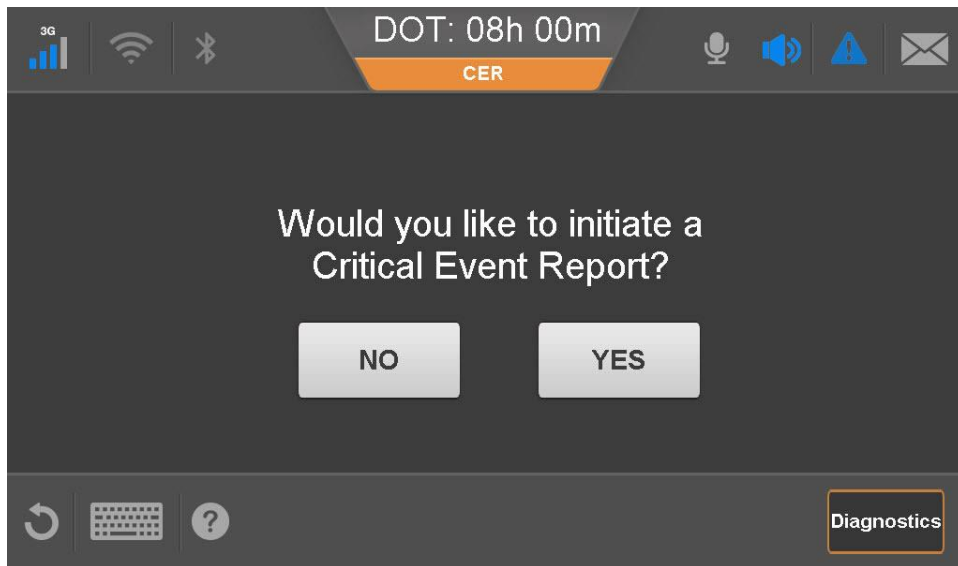 3G
DOT: 08h 00m
CER
Would you like to initiate a
Critical Event Report?
NO
YES
?
Diagnostics